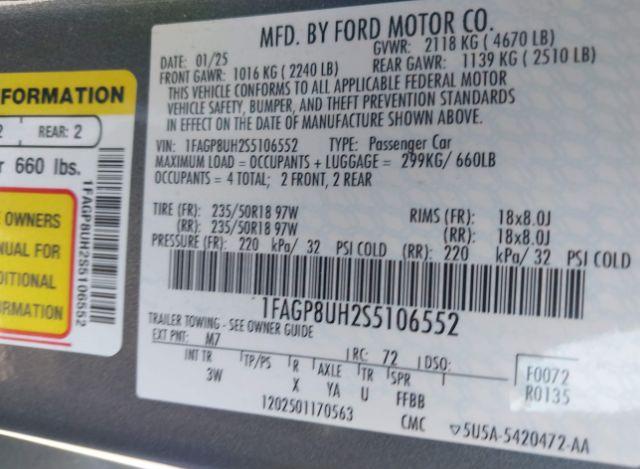 MFD. BY FORD MOTOR CO.
DATE: 01/25
GVWR: 2118 KG ( 4670 LB)
FRONT GAWR: 1016 KG ( 2240 LB)
REAR GAWR: 1139 KG ( 2510 LB)
THIS VEHICLE CONFORMS TO ALL APPLICABLE FEDERAL MOTOR
VEHICLE SAFETY, BUMPER, AND THEFT PREVENTION STANDARDS
IN EFFECT ON THE DATE OF MANUFACTURE SHOWN ABOVE.
VIN: 1FAGP8UH2S5106552 TYPE: Passenger Car
MAXIMUM LOAD = OCCUPANTS + LUGGAGE = 299KG/ 660LB
OCCUPANTS = 4 TOTAL; 2 FRONT, 2 REAR
TIRE (FR): 235/50R18 97W RIMS (FR): 18x8.0J
(RR): 235/50R18 97W (RR): 18x8.0J
PRESSURE (FR): 220 kPa/ 32 PSI COLD (RR): 220 kPa/ 32 PSI COLD
1FAGP8UH2S5106552
TRAILER TOWING - SEE OWNER GUIDE
EXT PNT: M7 RC: 72 DSO: F0072
INT TR TP/PS R AXLE TR SPR R0135
3W X YA U FFBB
1202501170563 CMC 5U5A-5420472-AA
FORMATION
2 REAR: 2
r 660 lbs.
OWNERS
NUAL FOR
DITIONAL
RMATION
1FAGP8UH2S5106552